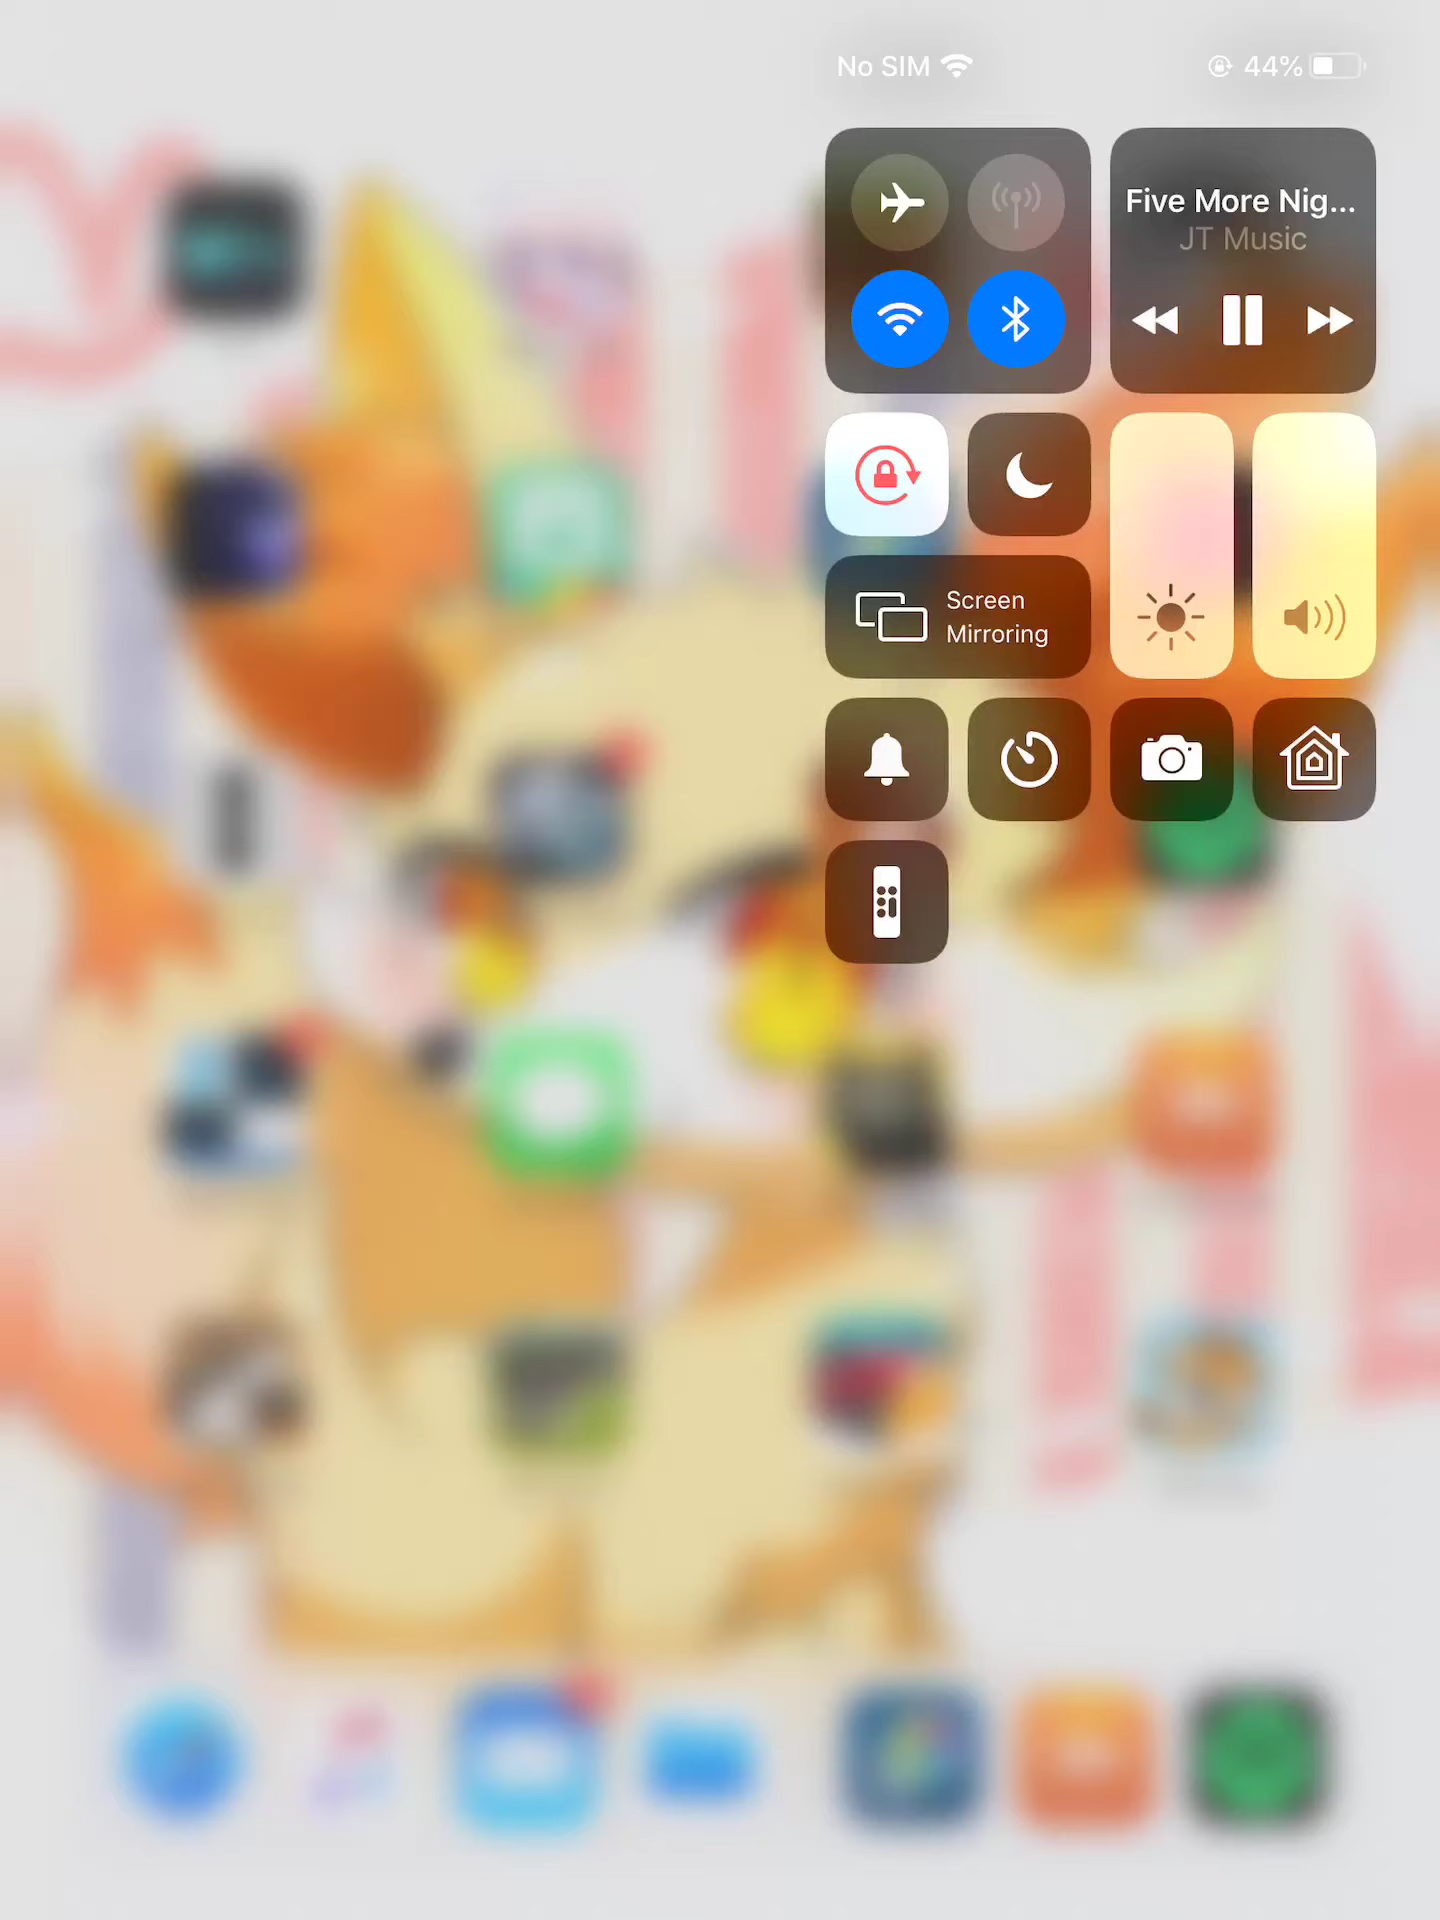 No SIM
44%
Five More Nig...
JT Music
Screen
Mirroring